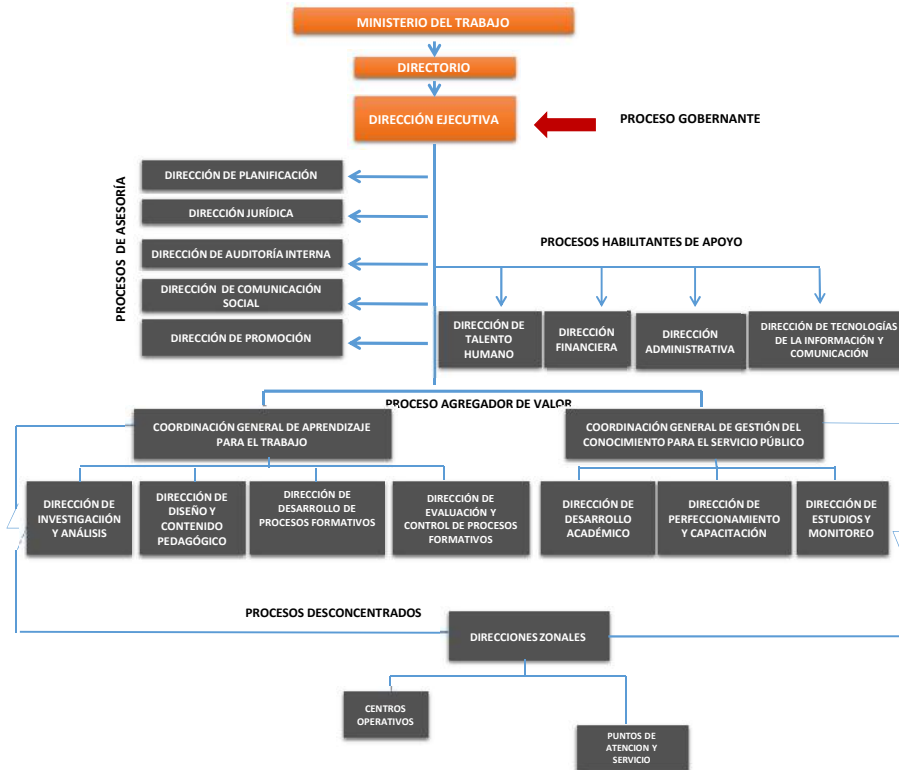 MINISTERIO DEL TRABAJO
DIRECTORIO
DIRECCIÓN EJECUTIVA
PROCESO GOBERNANTE
PROCESOS DE ASESORÍA
DIRECCIÓN DE PLANIFICACIÓN
DIRECCIÓN JURÍDICA
DIRECCIÓN DE AUDITORÍA INTERNA
DIRECCIÓN DE COMUNICACIÓN
SOCIAL
DIRECCIÓN DE PROMOCIÓN
PROCESOS HABILITANTES DE APOYO
DIRECCIÓN DE
TALENTO
HUMANO
DIRECCIÓN
FINANCIERA
DIRECCIÓN
ADMINISTRATIVA
DIRECCIÓN DE TECNOLOGÍAS
DE LA INFORMACIÓN Y
COMUNICACIÓN
PROCESO AGREGADOR DE VALOR
COORDINACIÓN GENERAL DE APRENDIZAJE
PARA EL TRABAJO
COORDINACIÓN GENERAL DE GESTIÓN DEL
CONOCIMIENTO PARA EL SERVICIO PÚBLICO
DIRECCIÓN DE
INVESTIGACIÓN
Y ANÁLISIS
DIRECCIÓN DE
DISEÑO Y
CONTENIDO
PEDAGÓGICO
DIRECCIÓN DE
DESARROLLO DE
PROCESOS FORMATIVOS
DIRECCIÓN DE
EVALUACIÓN Y
CONTROL DE PROCESOS
FORMATIVOS
DIRECCIÓN DE
DESARROLLO
ACADÉMICO
DIRECCIÓN DE
PERFECCIONAMIENTO
Y CAPACITACIÓN
DIRECCIÓN DE
ESTUDIOS Y
MONITOREO
PROCESOS DESCONCENTRADOS
DIRECCIONES ZONALES
CENTROS
OPERATIVOS
PUNTOS DE
ATENCION Y
SERVICIO